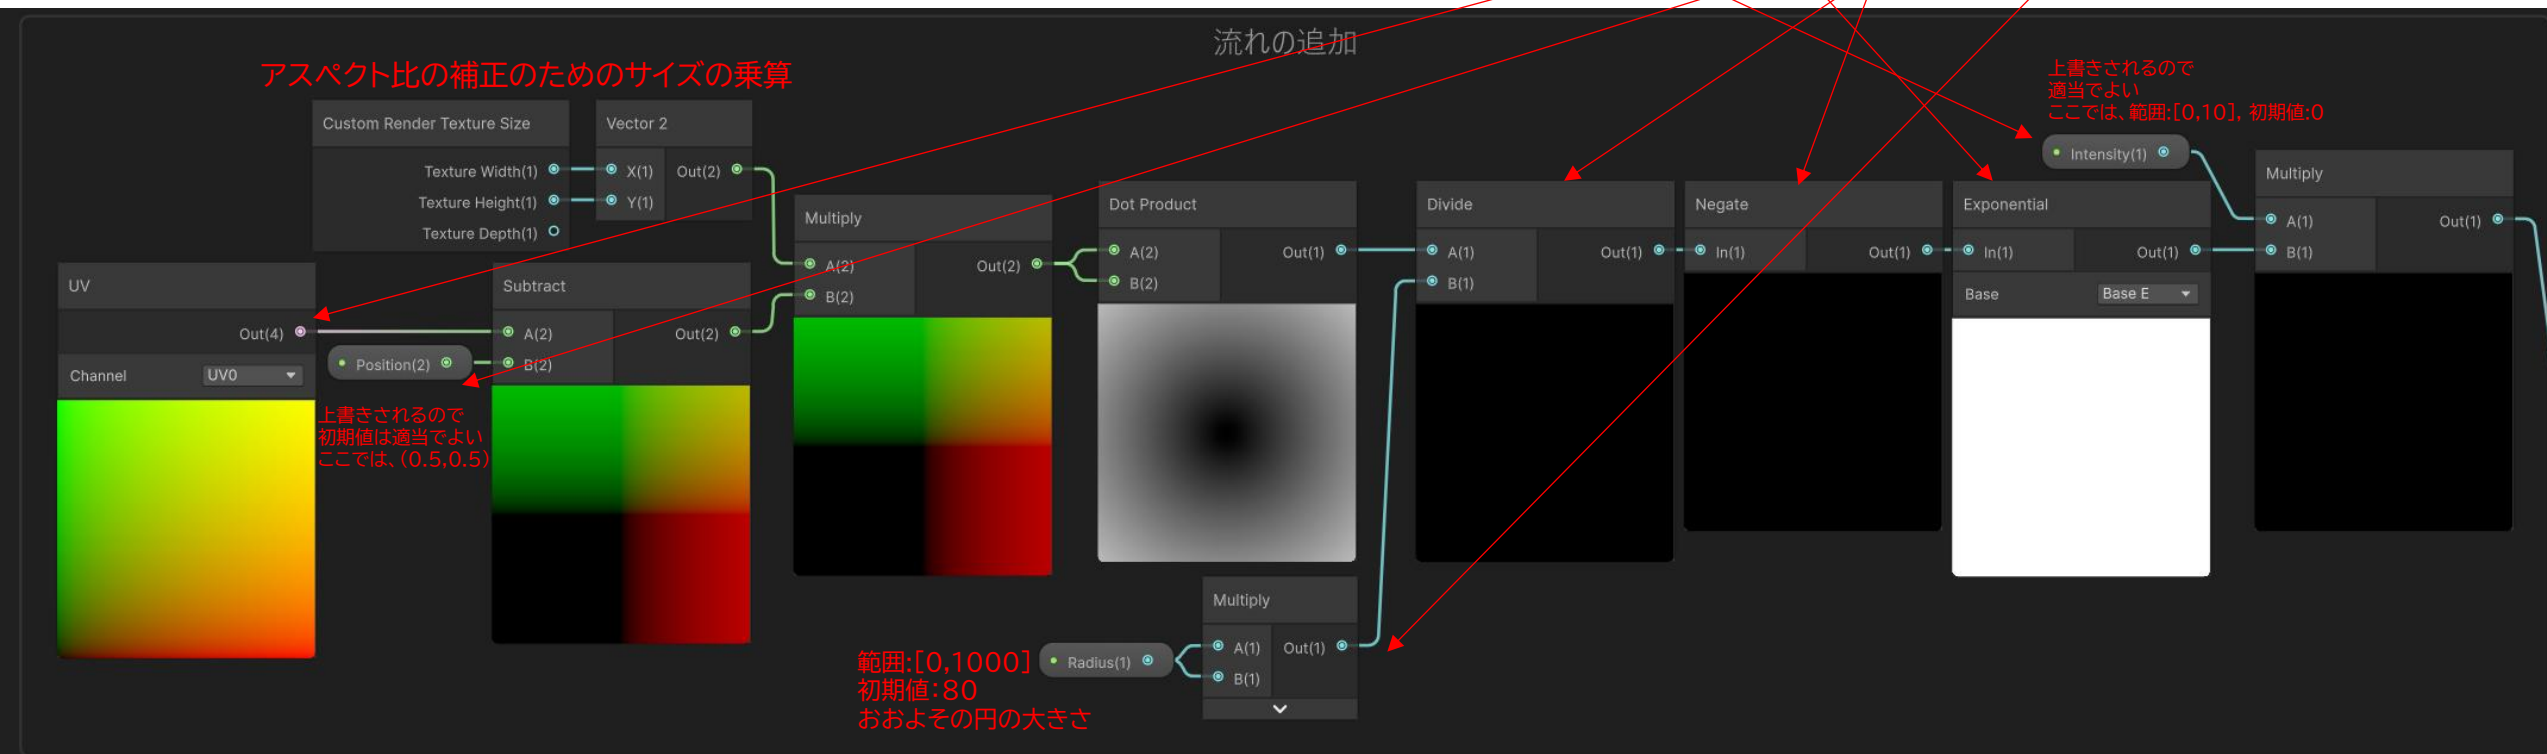 流れの追加
アスペクト比の補正のためのサイズの乗算
上書きされるので
適当でよい
ここでは、範囲:[0,10], 初期値:0
Custom Render Texture Size
Texture Width(1)
Texture Height(1)
Texture Depth(1)
Vector 2
X(1) Out(2)
Y(1)
Intensity(1)
Multiply
A(1) Out(1)
B(1)
UV
Out(4)
Channel UV0
Position(2)
上書きされるので
初期値は適当でよい
ここでは、(0.5,0.5)
Subtract
A(2) Out(2)
B(2)
Multiply
A(2) Out(2)
B(2)
Dot Product
A(2) Out(1)
B(2)
Divide
A(1) Out(1)
B(1)
Negate
In(1) Out(1)
Exponential
In(1) Out(1)
Base Base E
範囲:[0,1000]
初期値:80
おおよその円の大きさ
Radius(1)
Multiply
A(1) Out(1)
B(1)